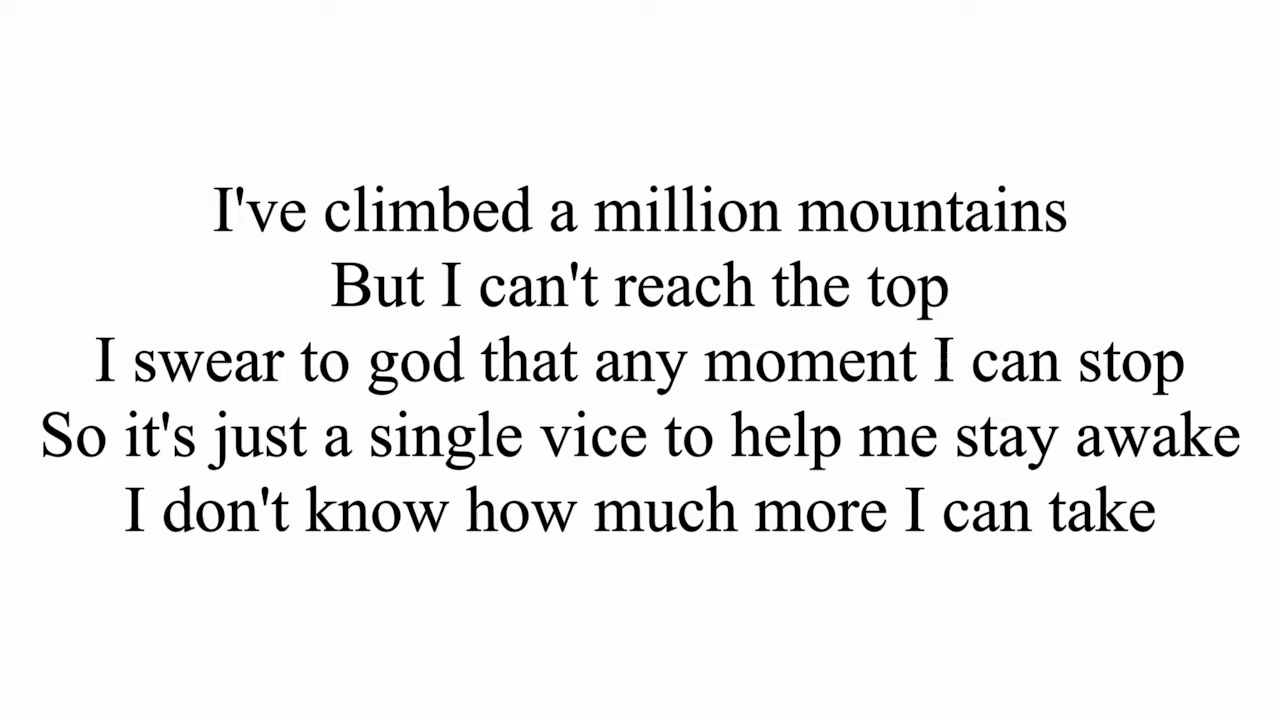 I've climbed a million mountains
But I can't reach the top
I swear to god that any moment I can stop
So it's just a single vice to help me stay awake
I don't know how much more I can take